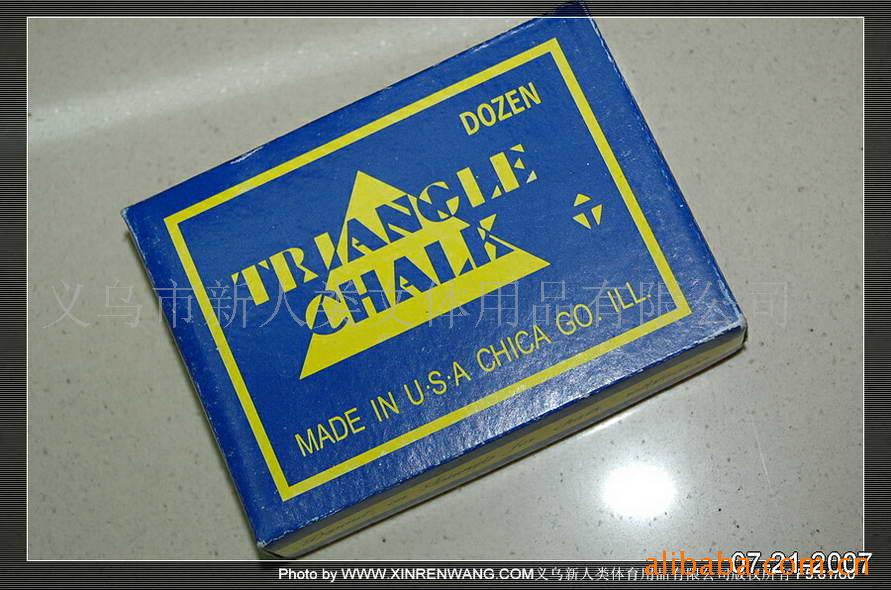 DOZEN
TRIANGLE
CHALK
MADE IN U·S·A CHICA GO. ILL.
义乌市新人类文体用品有限公司
07-21-2007
alibaba.com.cn
Photo by WWW.XINRENWANG.COM义乌新人类体育用品有限公司版权所有